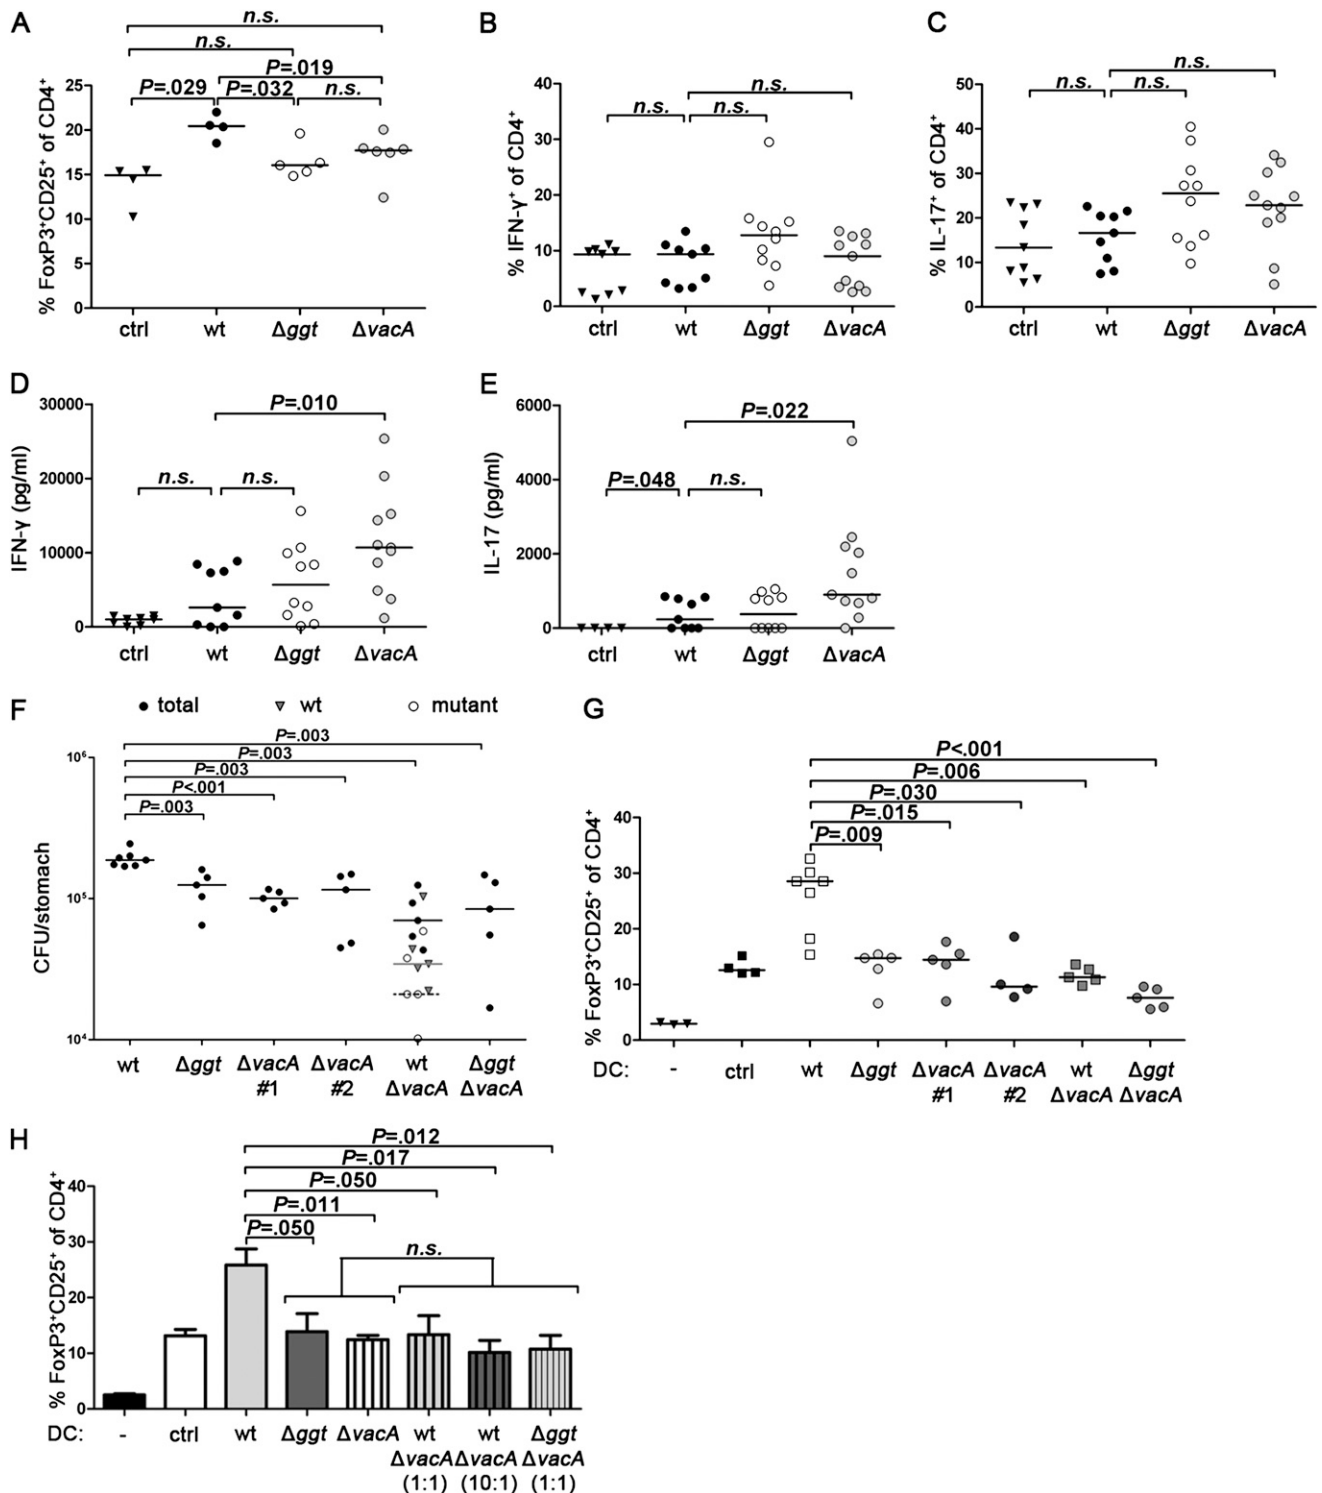 A
n.s.
n.s.
P=.019
P=.029 P=.032 n.s.
% FoxP3⁺CD25⁺ of CD4⁺
25
20
15
10
5
0
ctrl wt Δggt ΔvacA
B
n.s.
n.s. n.s.
% IFN-γ⁺ of CD4⁺
40
30
20
10
0
ctrl wt Δggt ΔvacA
C
n.s.
n.s. n.s.
% IL-17⁺ of CD4⁺
50
40
30
20
10
0
ctrl wt Δggt ΔvacA
D
P=.010
n.s. n.s.
IFN-γ (pg/ml)
30000
20000
10000
0
ctrl wt Δggt ΔvacA
E
P=.022
P=.048 n.s.
IL-17 (pg/ml)
6000
4000
2000
0
ctrl wt Δggt ΔvacA
F
total wt mutant
P=.003
P=.003
P=.003
P<.001
P=.003
CFU/stomach
10⁶
10⁵
10⁴
wt Δggt ΔvacA ΔvacA wt Δggt
#1 #2 ΔvacA ΔvacA
G
P<.001
P=.006
P=.030
P=.015
P=.009
% FoxP3⁺CD25⁺ of CD4⁺
40
30
20
10
0
DC: - ctrl wt Δggt ΔvacA ΔvacA wt Δggt
#1 #2 ΔvacA ΔvacA
H
P=.012
P=.017
P=.050
P=.011
P=.050
n.s.
% FoxP3⁺CD25⁺ of CD4⁺
40
30
20
10
0
DC: - ctrl wt Δggt ΔvacA wt wt Δggt
ΔvacA ΔvacA ΔvacA
(1:1) (10:1) (1:1)